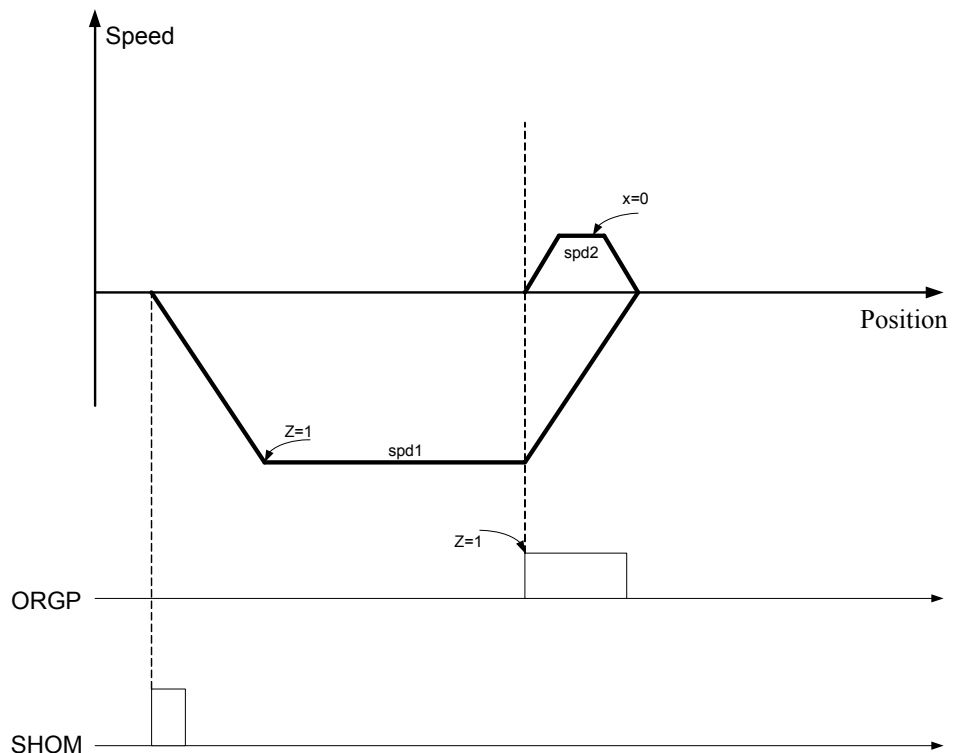 Speed
x=0
spd2
Position
Z=1
spd1
Z=1
ORGP
SHOM